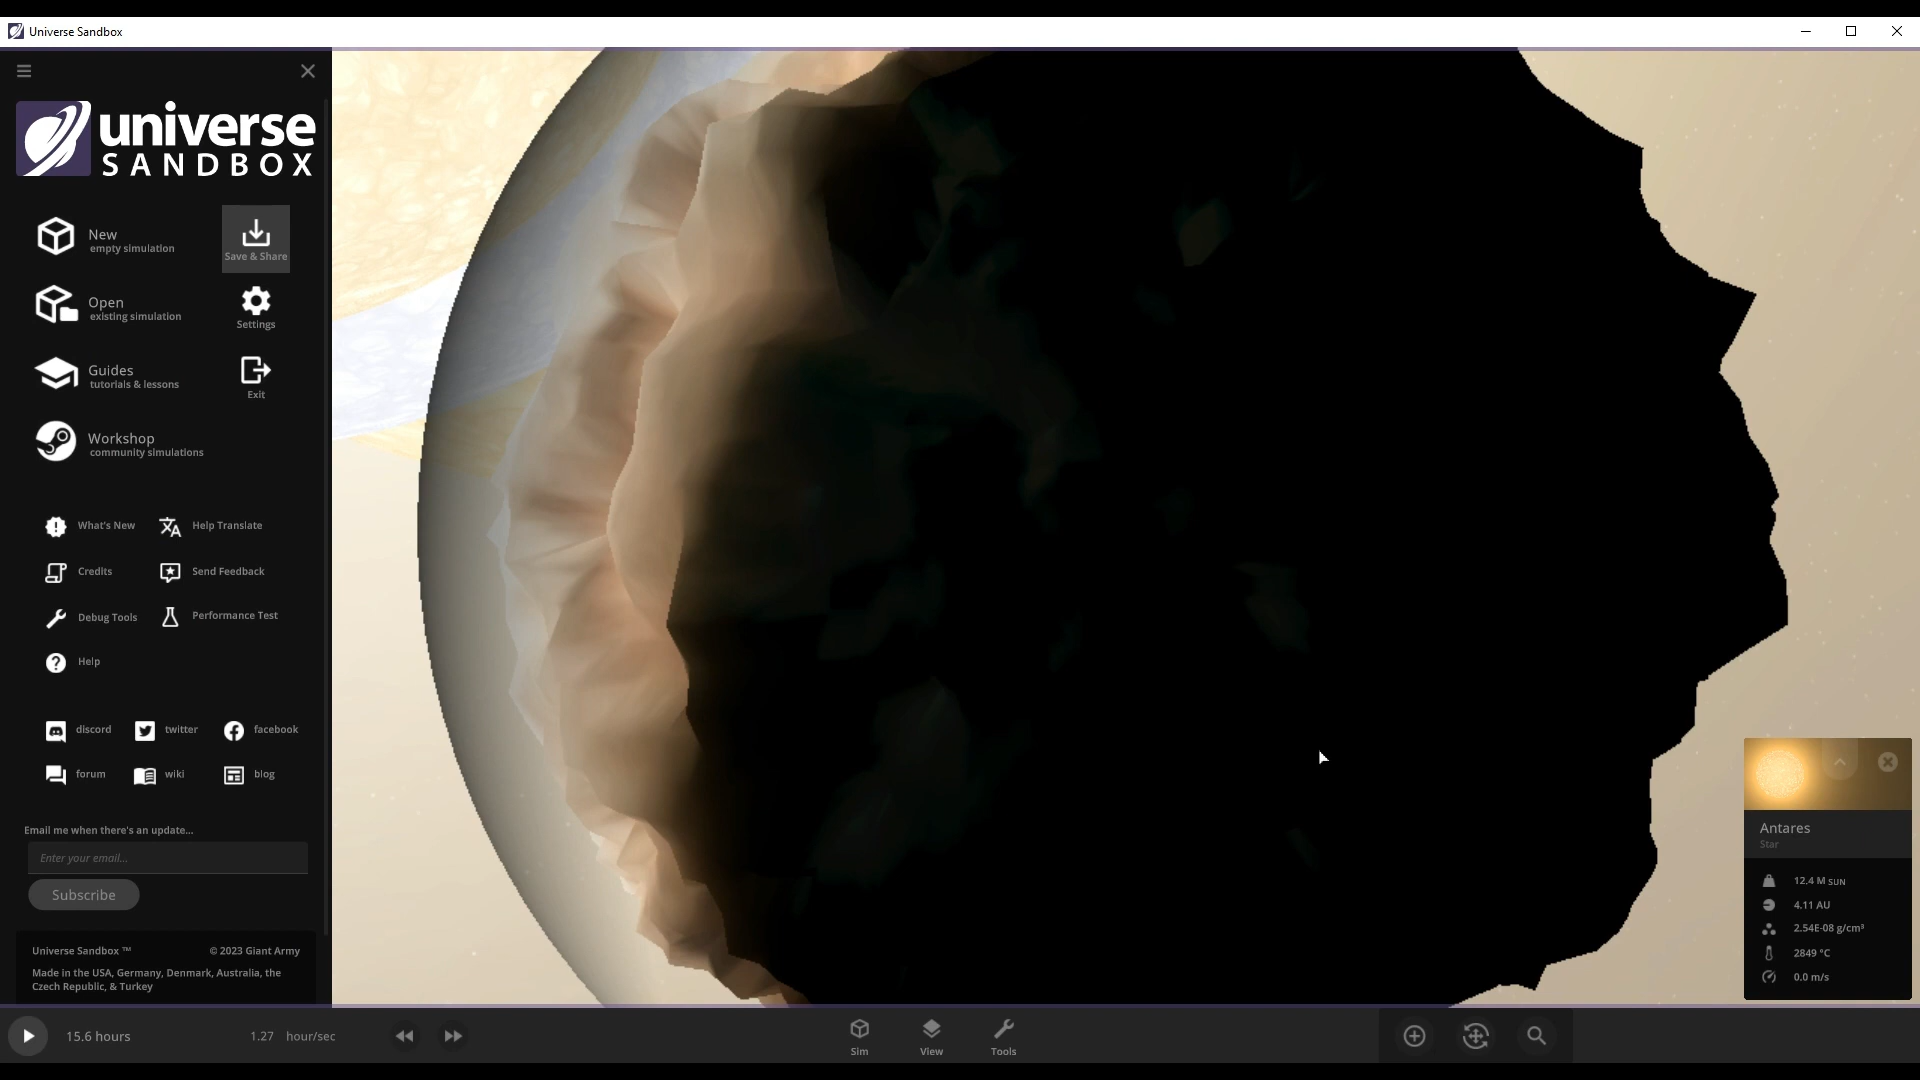 Universe Sandbox
universe
SANDBOX
New
empty simulation
Save & Share
Open
existing simulation
Settings
Guides
tutorials & lessons
Exit
Workshop
community simulations
What's New
Help Translate
Credits
Send Feedback
Debug Tools
Performance Test
Help
discord
twitter
facebook
forum
wiki
blog
Email me when there's an update...
Enter your email...
Subscribe
Universe Sandbox ™
© 2023 Giant Army
Made in the USA, Germany, Denmark, Australia, the
Czech Republic, & Turkey
Antares
Star
12.4 M SUN
4.11 AU
2.54E-08 g/cm³
2849 °C
0.0 m/s
15.6 hours
1.27 hour/sec
Sim
View
Tools